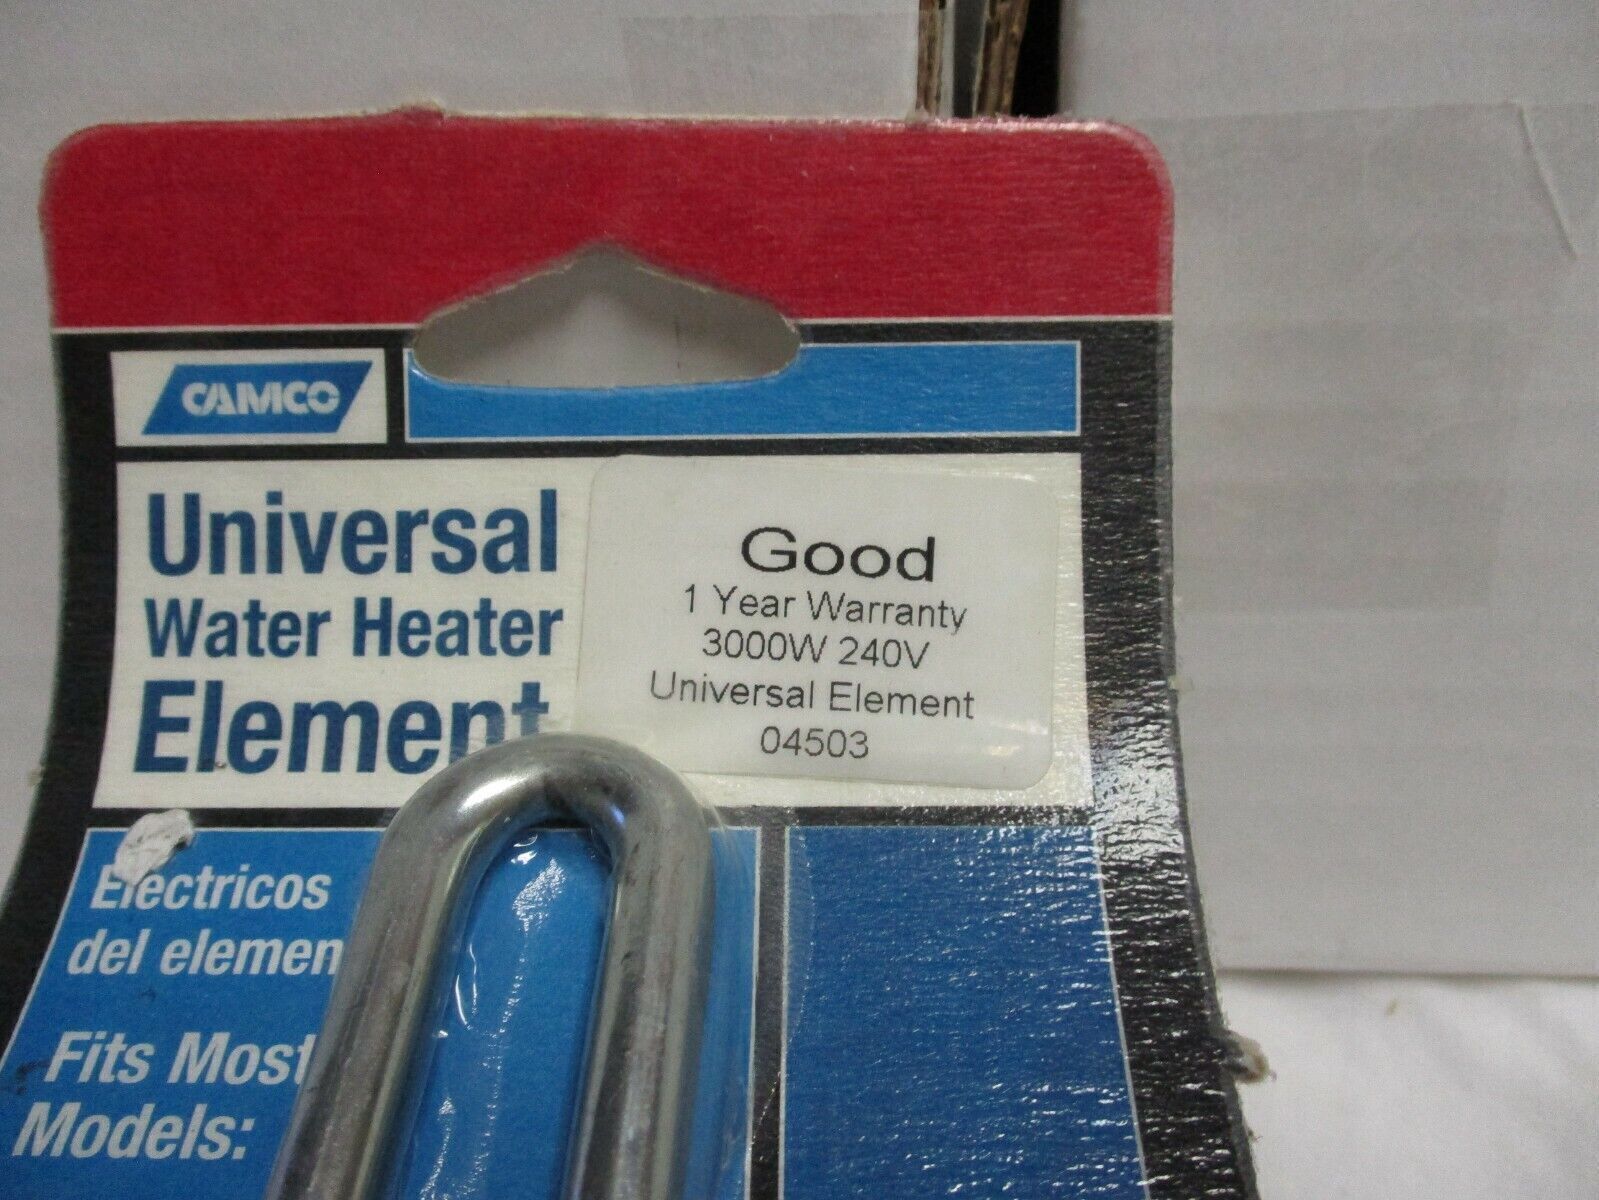 CAMCO
Universal
Water Heater
Element
Good
1 Year Warranty
3000W 240V
Universal Element
04503
Electricos
del elemen
Fits Most
Models: